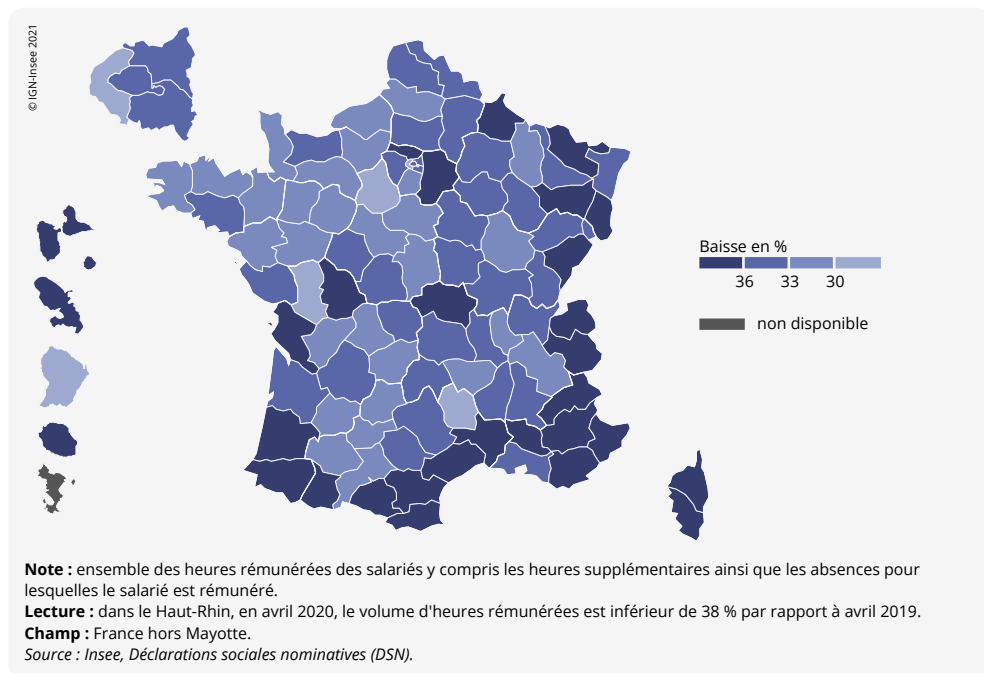 © IGN-Insee 2021
Baisse en %
36 33 30
non disponible
Note : ensemble des heures rémunérées des salariés y compris les heures supplémentaires ainsi que les absences pour
lesquelles le salarié est rémunéré.
Lecture : dans le Haut-Rhin, en avril 2020, le volume d'heures rémunérées est inférieur de 38 % par rapport à avril 2019.
Champ : France hors Mayotte.
Source : Insee, Déclarations sociales nominatives (DSN).